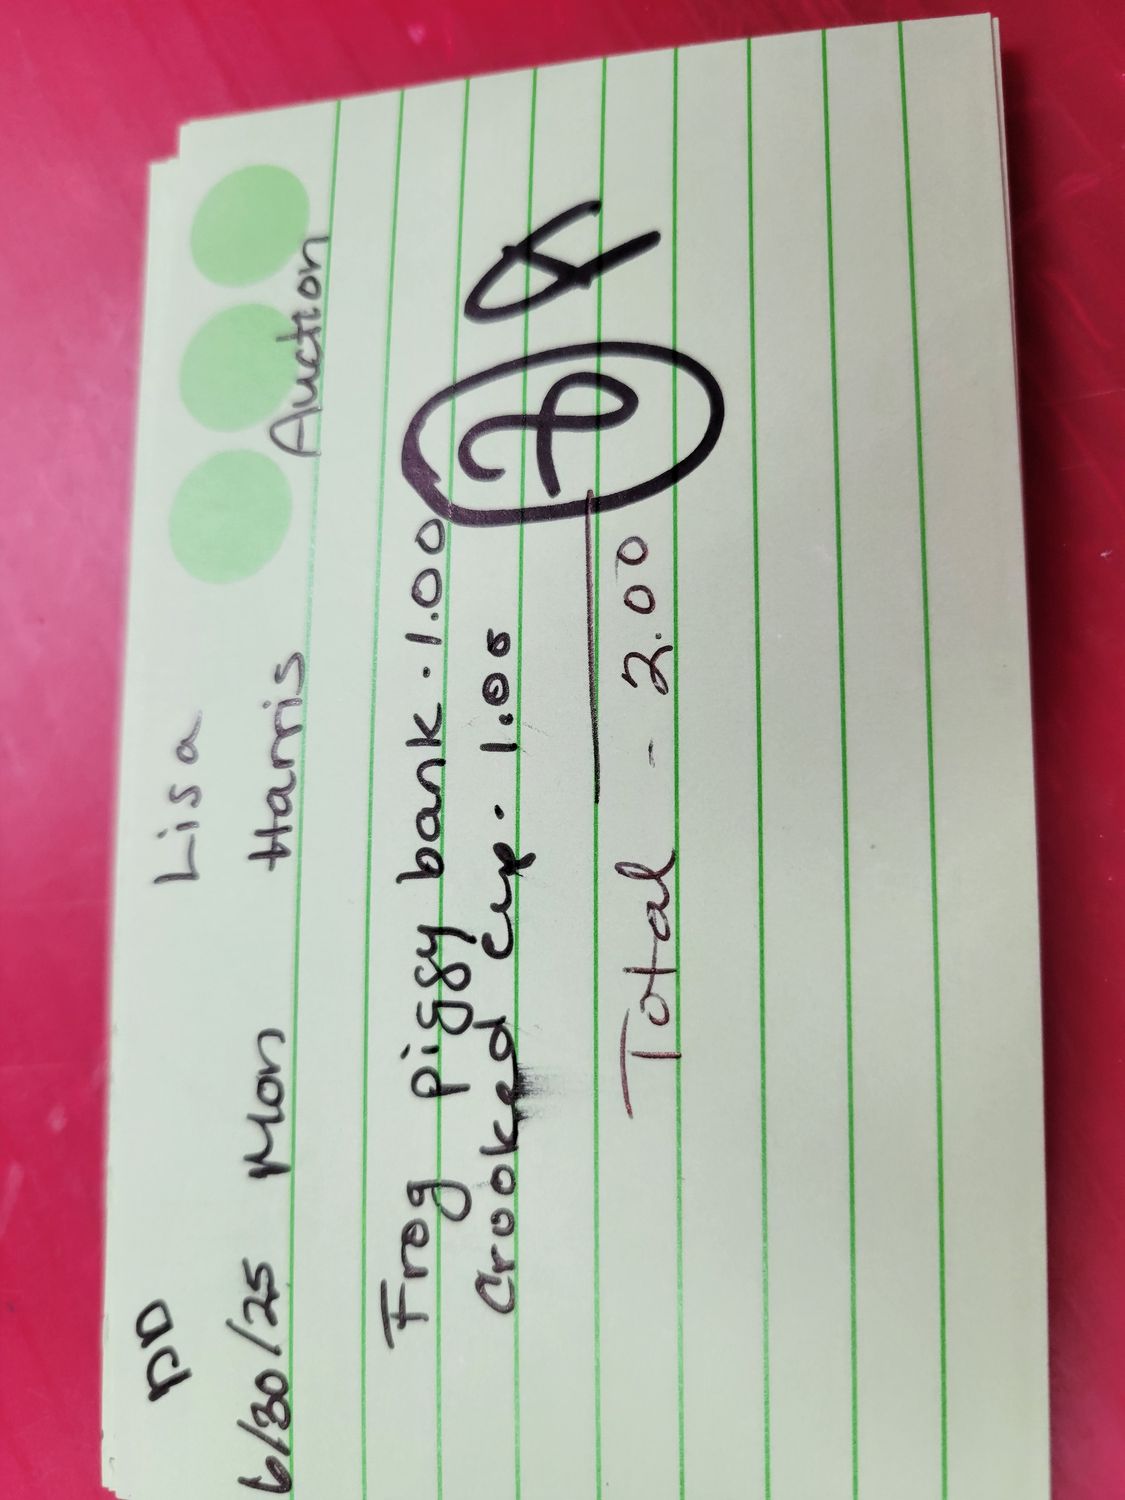 Lisa
6/30/25 Mon Harris Auction
Frog piggy bank. 1.00
Crooked cup. 1.00
Total - 2.00